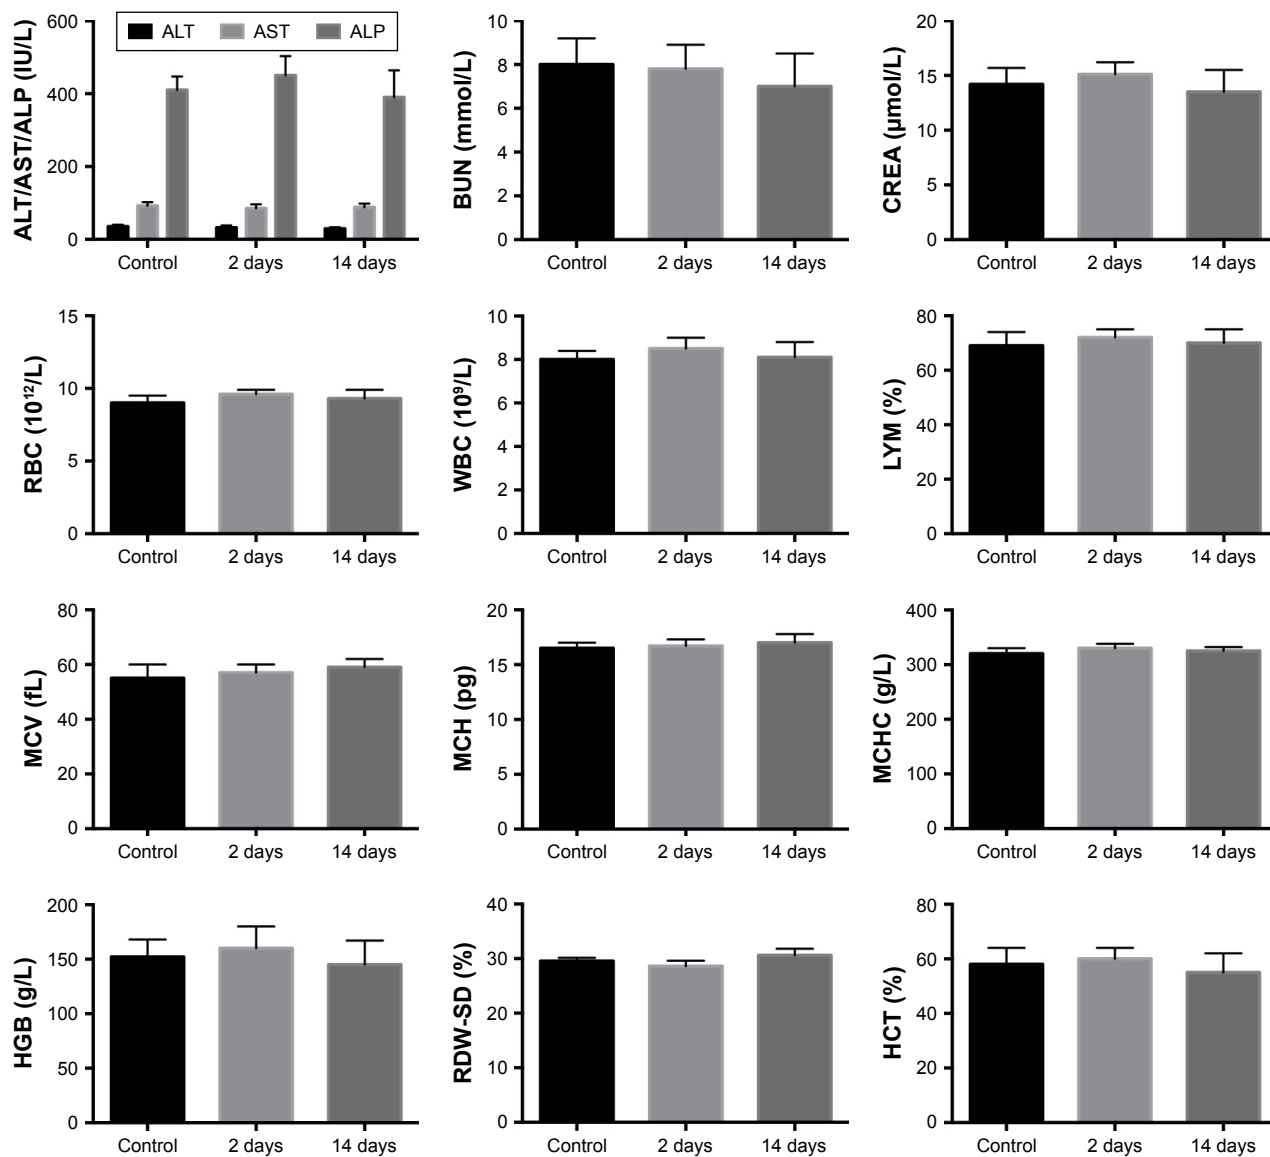 ALT/AST/ALP (IU/L)
600
400
200
0
ALT AST ALP
Control 2 days 14 days
BUN (mmol/L)
10
8
6
4
2
0
Control 2 days 14 days
CREA (µmol/L)
20
15
10
5
0
Control 2 days 14 days
RBC (10¹²/L)
15
10
5
0
Control 2 days 14 days
WBC (10⁹/L)
10
8
6
4
2
0
Control 2 days 14 days
LYM (%)
80
60
40
20
0
Control 2 days 14 days
MCV (fL)
80
60
40
20
0
Control 2 days 14 days
MCH (pg)
20
15
10
5
0
Control 2 days 14 days
MCHC (g/L)
400
300
200
100
0
Control 2 days 14 days
HGB (g/L)
200
150
100
50
0
Control 2 days 14 days
RDW-SD (%)
40
30
20
10
0
Control 2 days 14 days
HCT (%)
80
60
40
20
0
Control 2 days 14 days